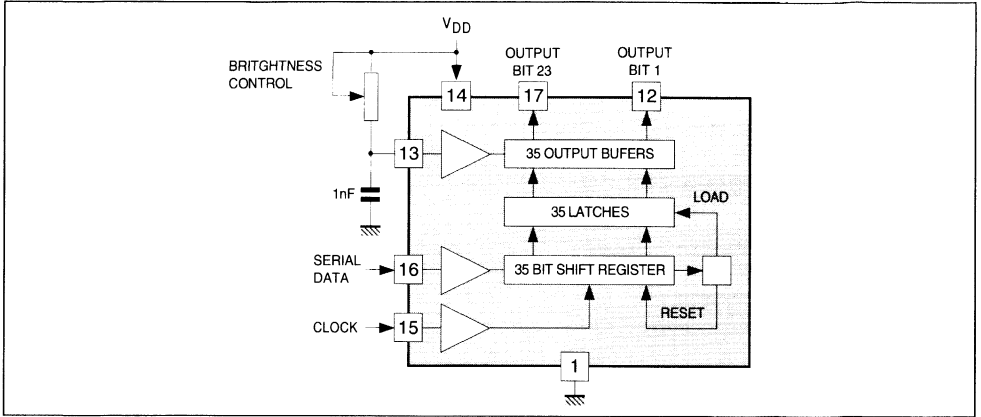 VDD
BRITGHTNESS
CONTROL
OUTPUT
BIT 23
OUTPUT
BIT 1
14
17
12
13
35 OUTPUT BUFERS
1nF
LOAD
35 LATCHES
SERIAL
DATA
16
35 BIT SHIFT REGISTER
RESET
CLOCK
15
1